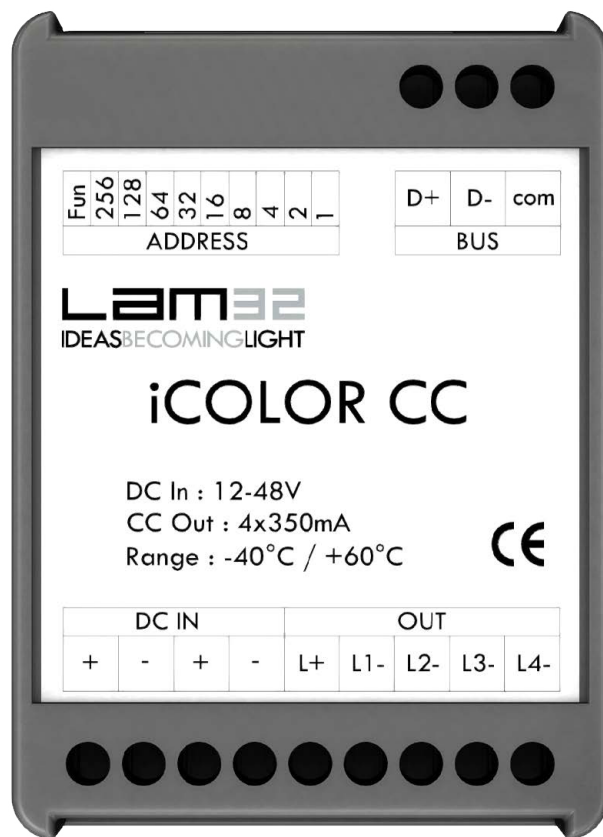 Fun 256 128 64 32 16 8 4 2 1
ADDRESS
D+ D- com
BUS
Lam32
IDEASBECOMINGLIGHT
iCOLOR CC
DC In : 12-48V
CC Out : 4x350mA
Range : -40°C / +60°C
CE
DC IN OUT
+ - + - L+ L1- L2- L3- L4-